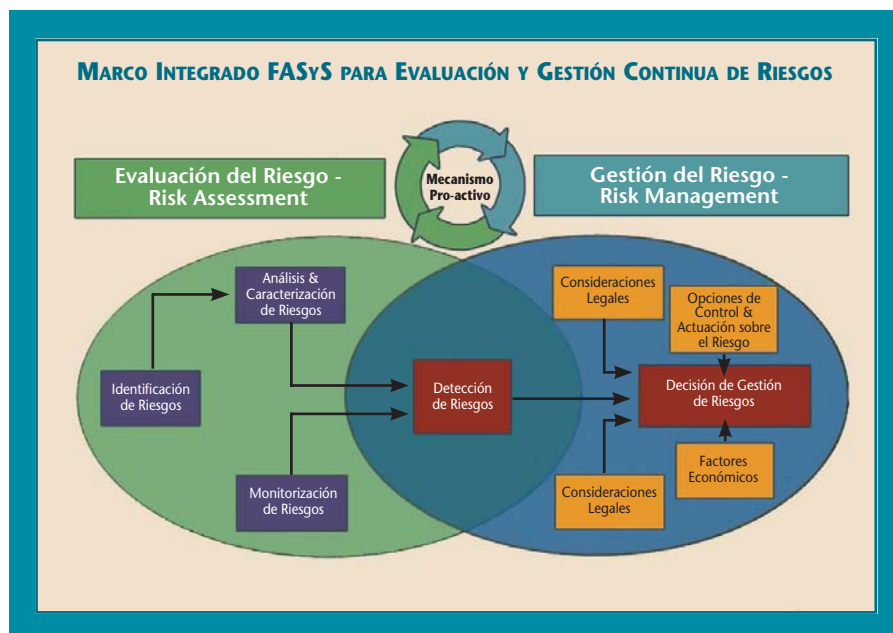 MARCO INTEGRADO FASYS PARA EVALUACIÓN Y GESTIÓN CONTINUA DE RIESGOS
Evaluación del Riesgo -
Risk Assessment
Mecanismo
Pro-activo
Gestión del Riesgo -
Risk Management
Análisis &
Caracterización
de Riesgos
Identificación
de Riesgos
Monitorización
de Riesgos
Detección
de Riesgos
Consideraciones
Legales
Opciones de
Control &
Actuación sobre
el Riesgo
Decisión de Gestión
de Riesgos
Consideraciones
Legales
Factores
Económicos